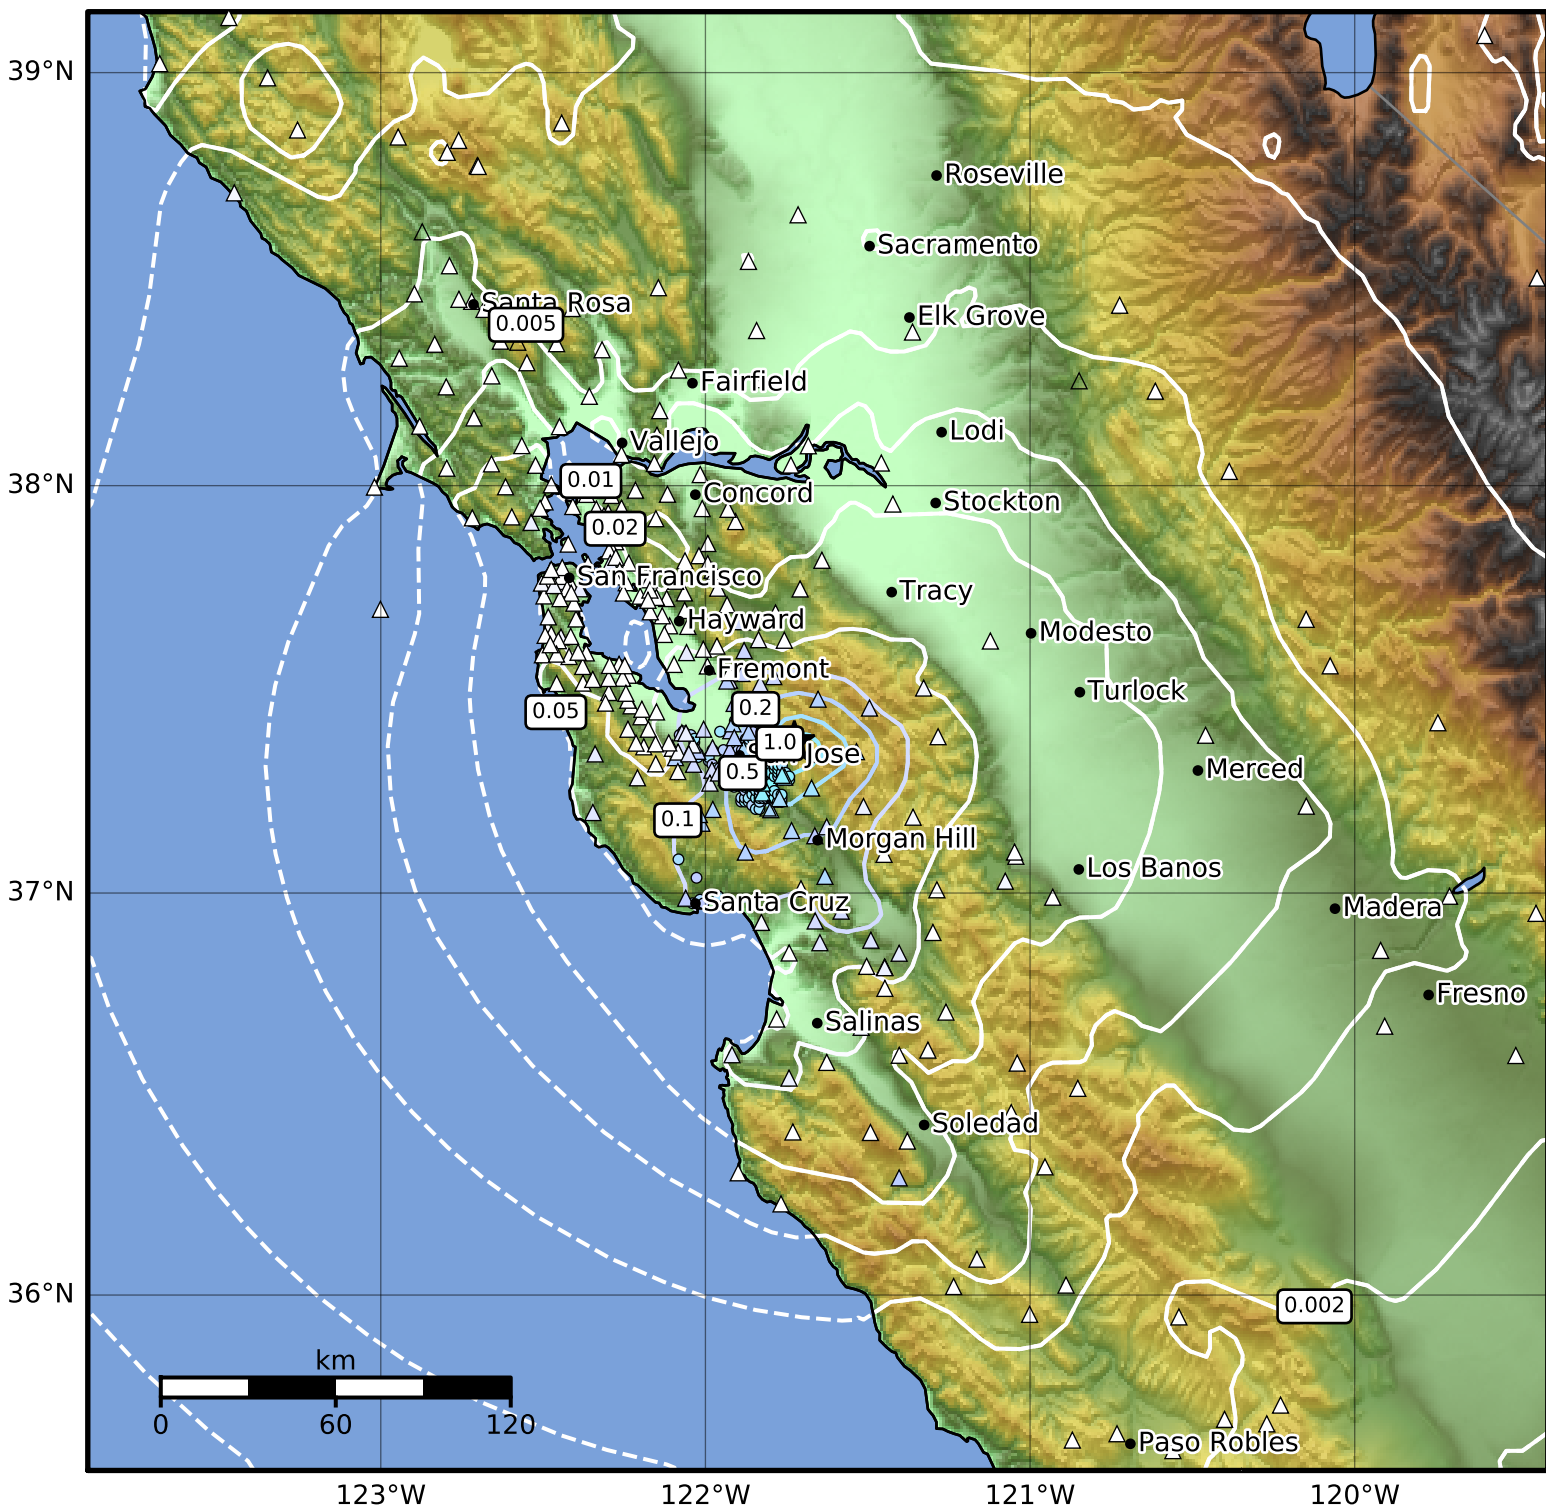 39°N
Roseville
Sacramento
Santa Rosa
0.005
Elk Grove
Fairfield
Vallejo
Lodi
38°N
0.01
Concord
Stockton
0.02
San Francisco
Tracy
Hayward
Modesto
Fremont
Turlock
0.05
0.2
1.0
Jose
0.5
Merced
0.1
Morgan Hill
Los Banos
37°N
Santa Cruz
Madera
Fresno
Salinas
Soledad
36°N
0.002
km
0 60 120
Paso Robles
123°W 122°W 121°W 120°W